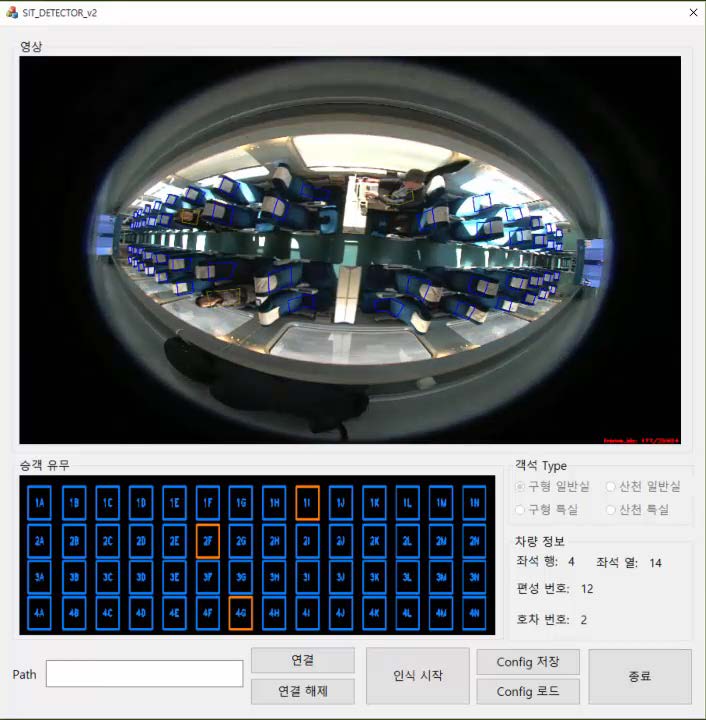 SIT_DETECTOR_v2
영상
승객 유무
1A 1B 1C 1D 1E 1F 1G 1H 1I 1J 1K 1L 1M 1N
2A 2B 2C 2D 2E 2F 2G 2H 2I 2J 2K 2L 2M 2N
3A 3B 3C 3D 3E 3F 3G 3H 3I 3J 3K 3L 3M 3N
4A 4B 4C 4D 4E 4F 4G 4H 4I 4J 4K 4L 4M 4N
객석 Type
구형 일반실 산천 일반실
구형 특실 산천 특실
차량 정보
좌석 행: 4 좌석 열: 14
편성 번호: 12
호차 번호: 2
Path
연결
연결 해제
인식 시작
Config 저장
Config 로드
종료